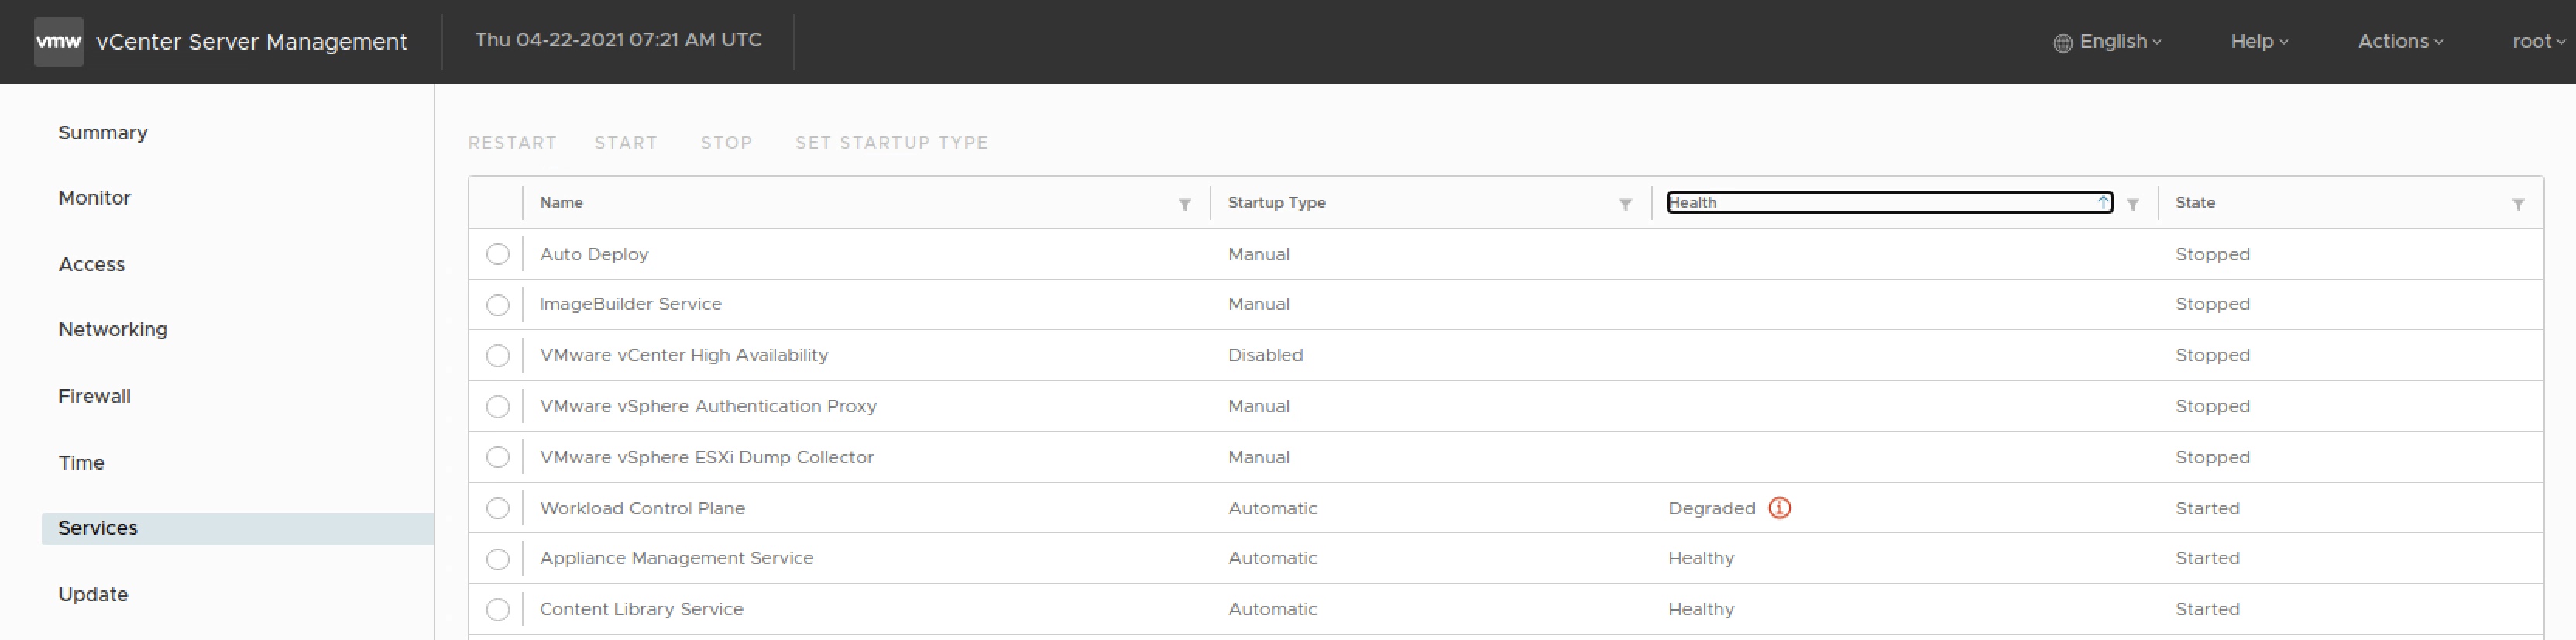 vmw vCenter Server Management Thu 04-22-2021 07:21 AM UTC English Help Actions root
Summary
Monitor
Access
Networking
Firewall
Time
Services
Update
RESTART START STOP SET STARTUP TYPE
Name Startup Type Health State
Auto Deploy Manual Stopped
ImageBuilder Service Manual Stopped
VMware vCenter High Availability Disabled Stopped
VMware vSphere Authentication Proxy Manual Stopped
VMware vSphere ESXi Dump Collector Manual Stopped
Workload Control Plane Automatic Degraded Started
Appliance Management Service Automatic Healthy Started
Content Library Service Automatic Healthy Started